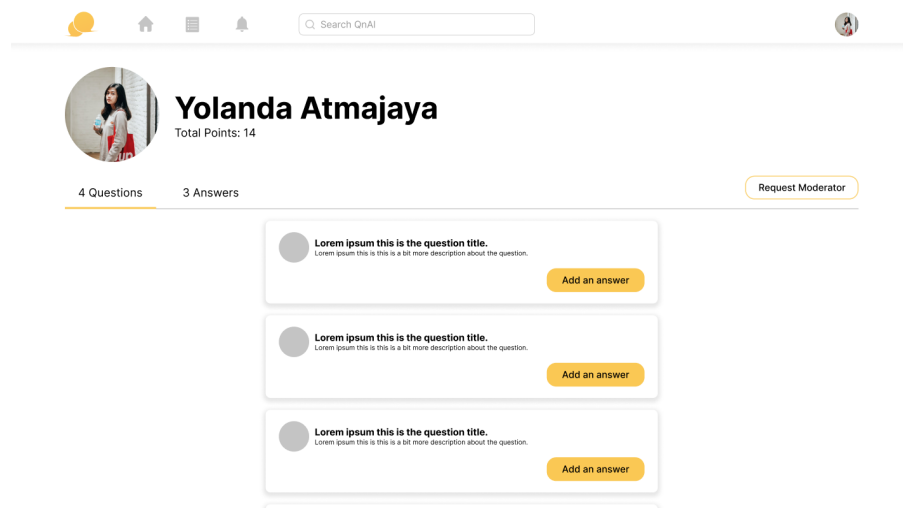 Search QnAI
Yolanda Atmajaya
Total Points: 14
4 Questions
3 Answers
Request Moderator
Lorem ipsum this is the question title.
Lorem ipsum this is this is a bit more description about the question.
Add an answer
Lorem ipsum this is the question title.
Lorem ipsum this is this is a bit more description about the question.
Add an answer
Lorem ipsum this is the question title.
Lorem ipsum this is this is a bit more description about the question.
Add an answer